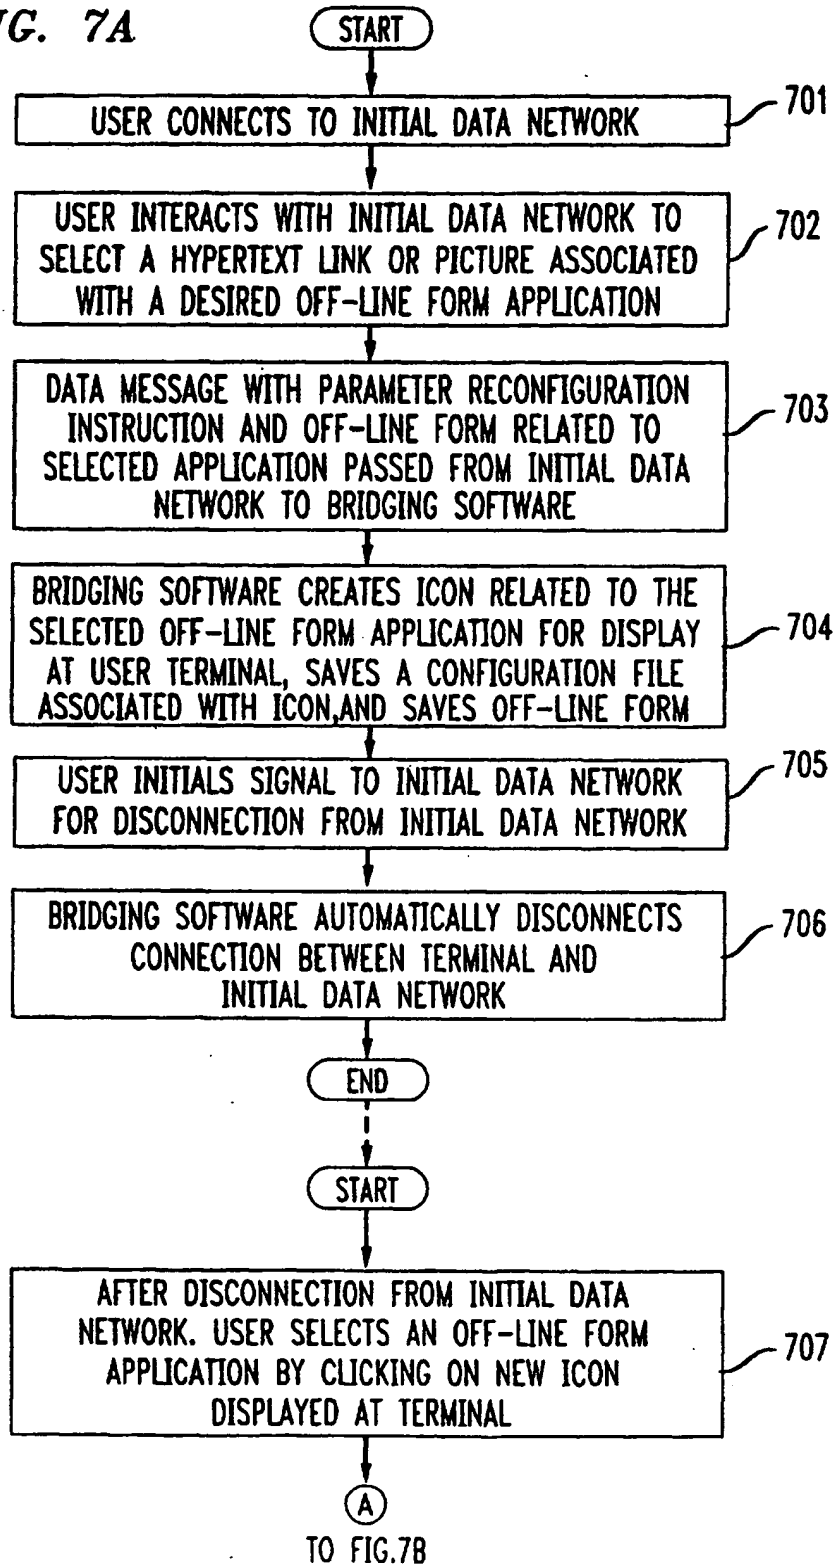 FIG. 7A
START
USER CONNECTS TO INITIAL DATA NETWORK
701
USER INTERACTS WITH INITIAL DATA NETWORK TO
SELECT A HYPERTEXT LINK OR PICTURE ASSOCIATED
WITH A DESIRED OFF-LINE FORM APPLICATION
702
DATA MESSAGE WITH PARAMETER RECONFIGURATION
INSTRUCTION AND OFF-LINE FORM RELATED TO
SELECTED APPLICATION PASSED FROM INITIAL DATA
NETWORK TO BRIDGING SOFTWARE
703
BRIDGING SOFTWARE CREATES ICON RELATED TO THE
SELECTED OFF-LINE FORM APPLICATION FOR DISPLAY
AT USER TERMINAL, SAVES A CONFIGURATION FILE
ASSOCIATED WITH ICON,AND SAVES OFF-LINE FORM
704
USER INITIALS SIGNAL TO INITIAL DATA NETWORK
FOR DISCONNECTION FROM INITIAL DATA NETWORK
705
BRIDGING SOFTWARE AUTOMATICALLY DISCONNECTS
CONNECTION BETWEEN TERMINAL AND
INITIAL DATA NETWORK
706
END
START
AFTER DISCONNECTION FROM INITIAL DATA
NETWORK. USER SELECTS AN OFF-LINE FORM
APPLICATION BY CLICKING ON NEW ICON
DISPLAYED AT TERMINAL
707
A
TO FIG.7B